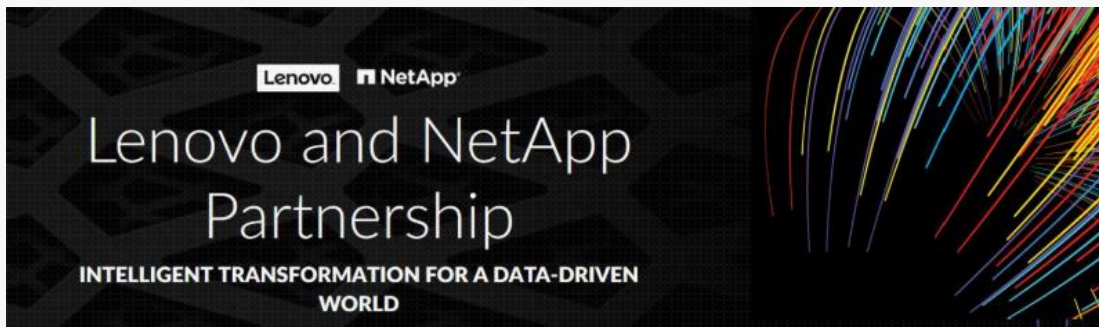 Lenovo NetApp
Lenovo and NetApp
Partnership
INTELLIGENT TRANSFORMATION FOR A DATA-DRIVEN
WORLD